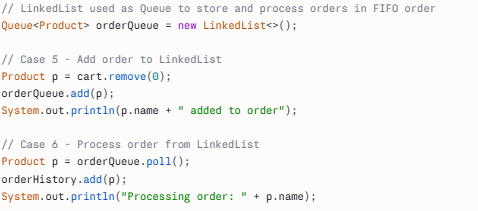 // LinkedList used as Queue to store and process orders in FIFO order
Queue<Product> orderQueue = new LinkedList<>();
// Case 5 - Add order to LinkedList
Product p = cart.remove(0);
orderQueue.add(p);
System.out.println(p.name + " added to order");
// Case 6 - Process order from LinkedList
Product p = orderQueue.poll();
orderHistory.add(p);
System.out.println("Processing order: " + p.name);